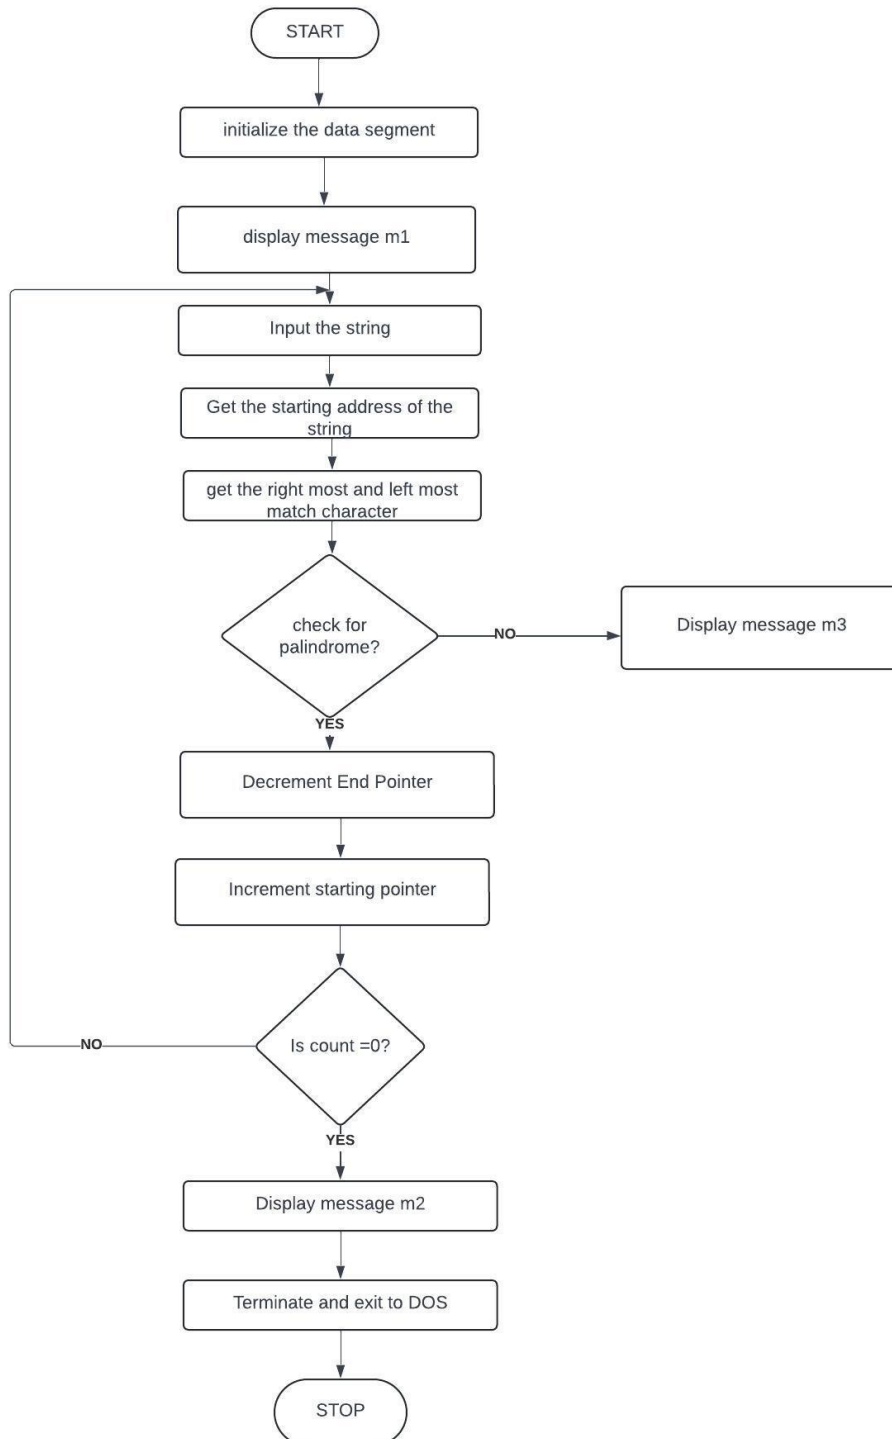 START
initialize the data segment
display message m1
Input the string
Get the starting address of the
string
get the right most and left most
match character
check for
palindrome?
NO
Display message m3
YES
Decrement End Pointer
Increment starting pointer
Is count =0?
NO
YES
Display message m2
Terminate and exit to DOS
STOP